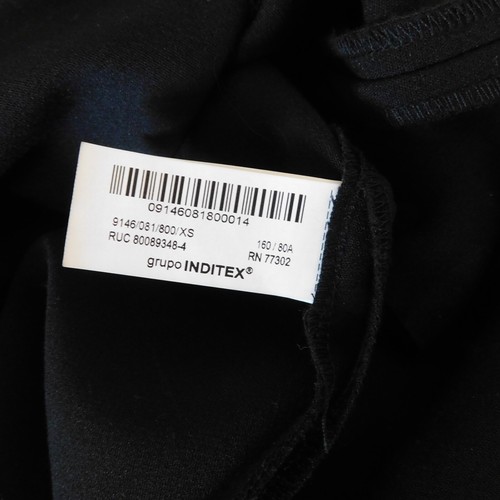 09146081800014
9146/081/800/XS 160 / 80A
RUC 80089348-4 RN 77302
grupo INDITEX®